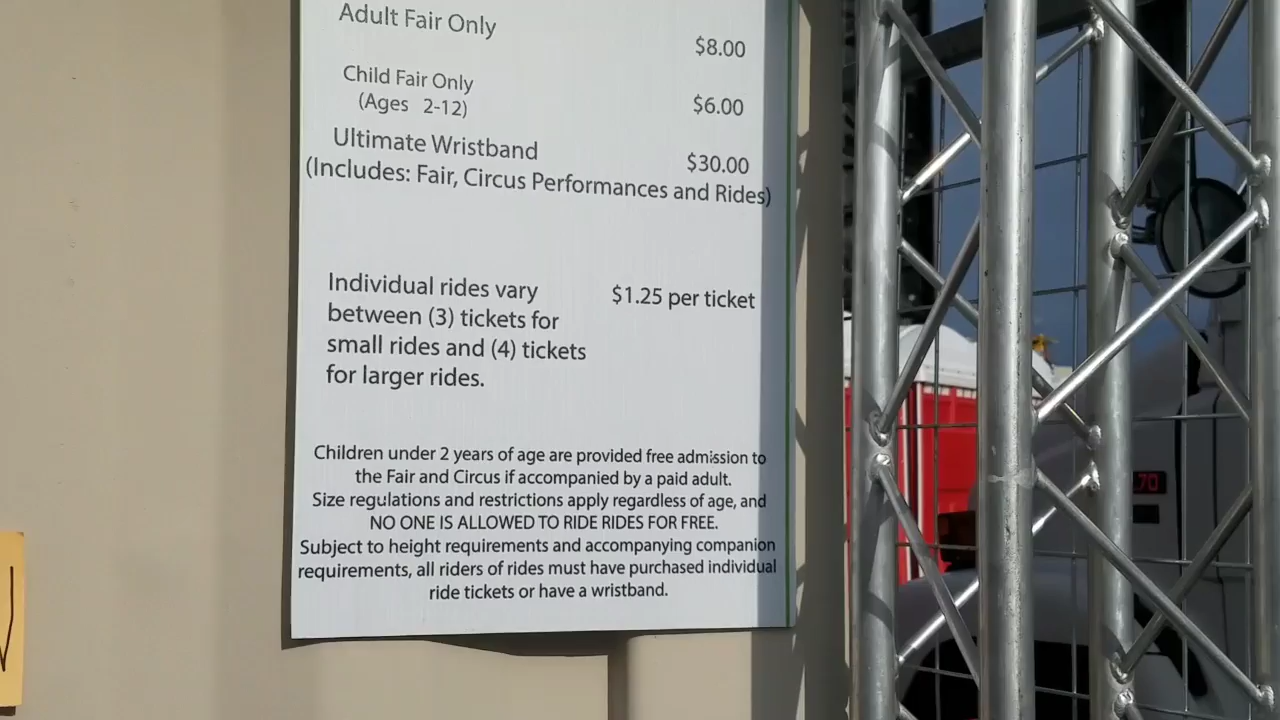 Adult Fair Only $8.00
Child Fair Only
(Ages 2-12) $6.00
Ultimate Wristband $30.00
(Includes: Fair, Circus Performances and Rides)
Individual rides vary $1.25 per ticket
between (3) tickets for
small rides and (4) tickets
for larger rides.
Children under 2 years of age are provided free admission to
the Fair and Circus if accompanied by a paid adult.
Size regulations and restrictions apply regardless of age, and
NO ONE IS ALLOWED TO RIDE RIDES FOR FREE.
Subject to height requirements and accompanying companion
requirements, all riders of rides must have purchased individual
ride tickets or have a wristband.
70